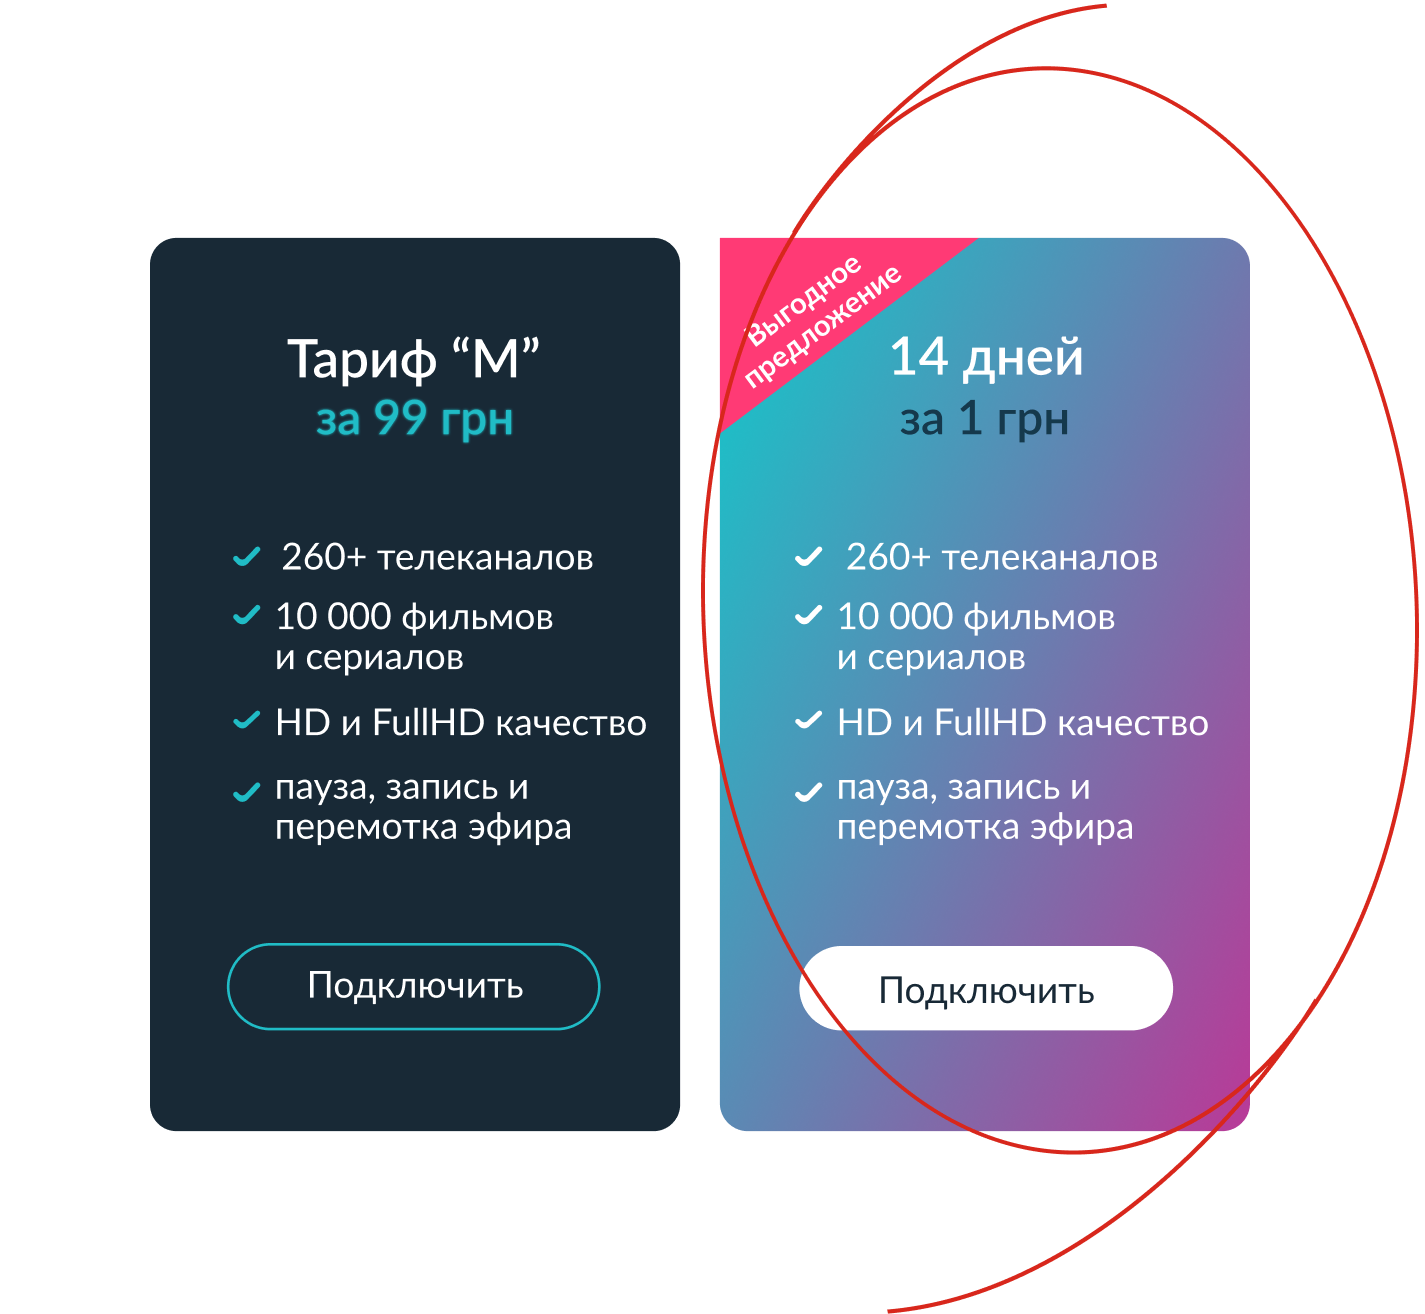 Тариф “М”
за 99 грн
260+ телеканалов
10 000 фильмов
и сериалов
HD и FullHD качество
пауза, запись и
перемотка эфира
Подключить
Выгодное
предложение
14 дней
за 1 грн
260+ телеканалов
10 000 фильмов
и сериалов
HD и FullHD качество
пауза, запись и
перемотка эфира
Подключить